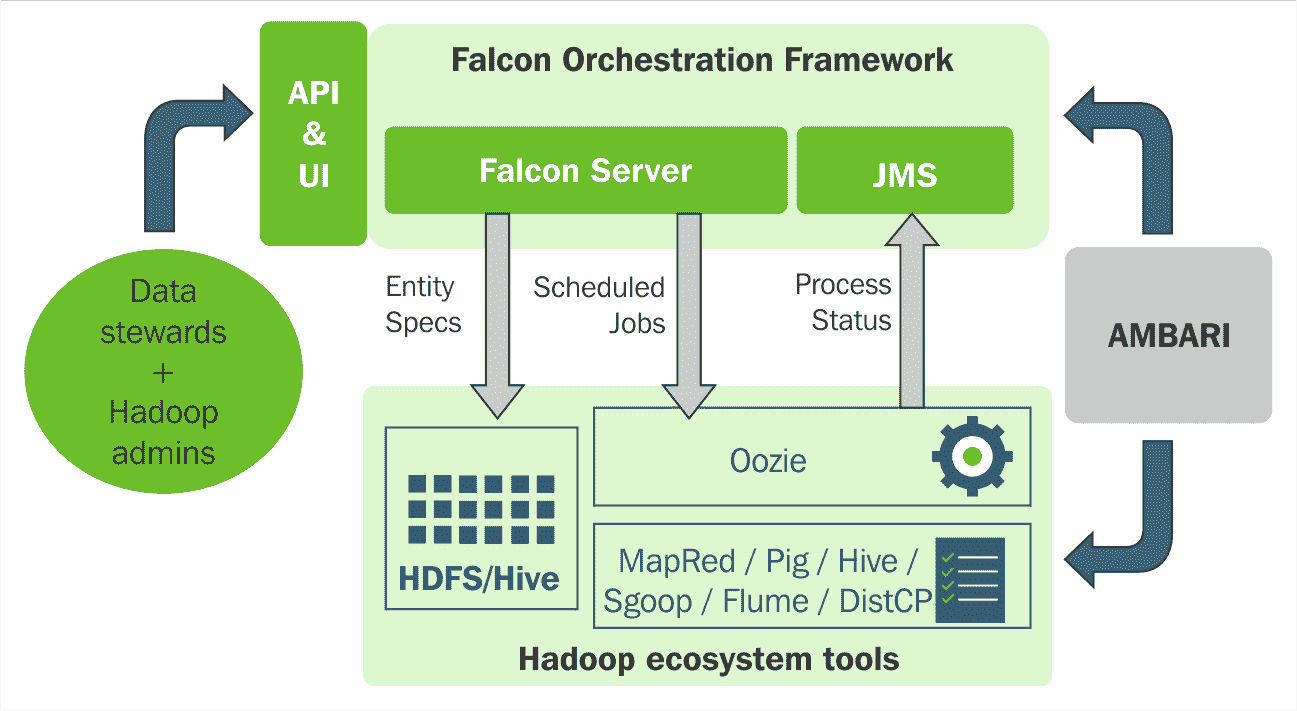 Falcon Orchestration Framework
API
&
UI
Falcon Server
JMS
Data
stewards
+
Hadoop
admins
Entity
Specs
Scheduled
Jobs
Process
Status
AMBARI
Oozie
HDFS/Hive
MapRed / Pig / Hive /
Sgoop / Flume / DistCP
Hadoop ecosystem tools